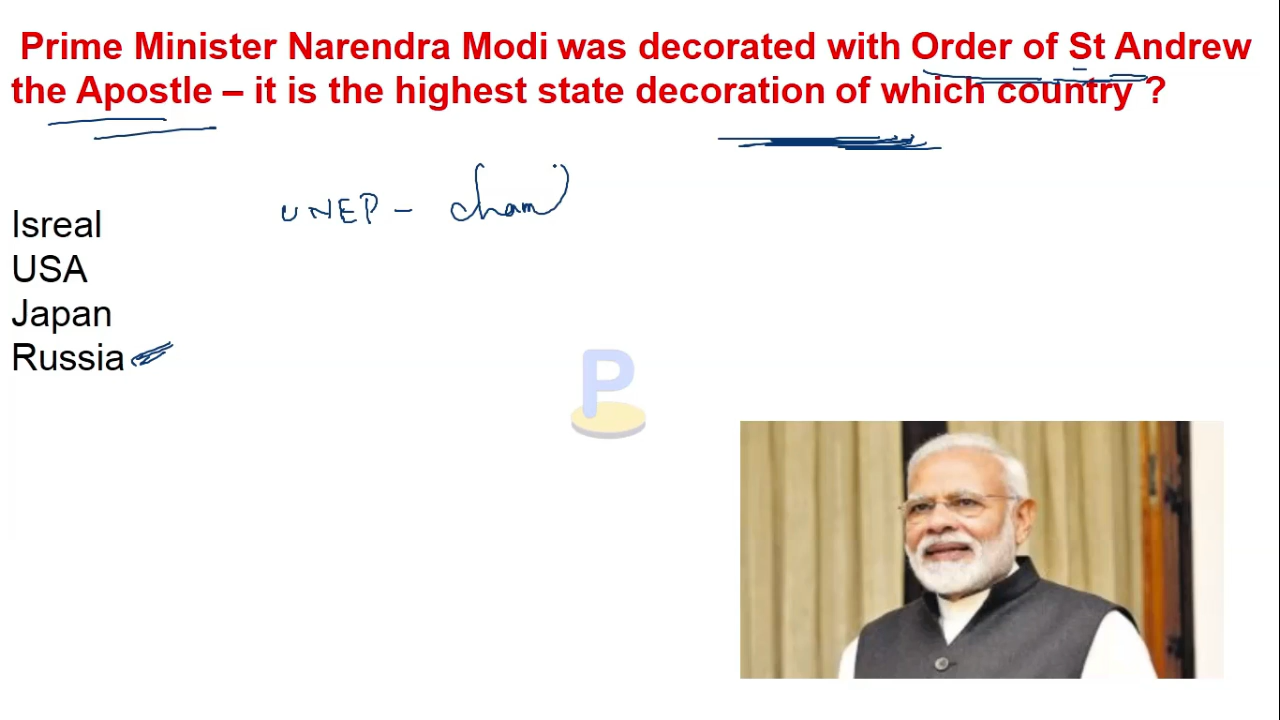 Prime Minister Narendra Modi was decorated with Order of St Andrew
the Apostle – it is the highest state decoration of which country ?
UNEP – cham
Isreal
USA
Japan
Russia
P